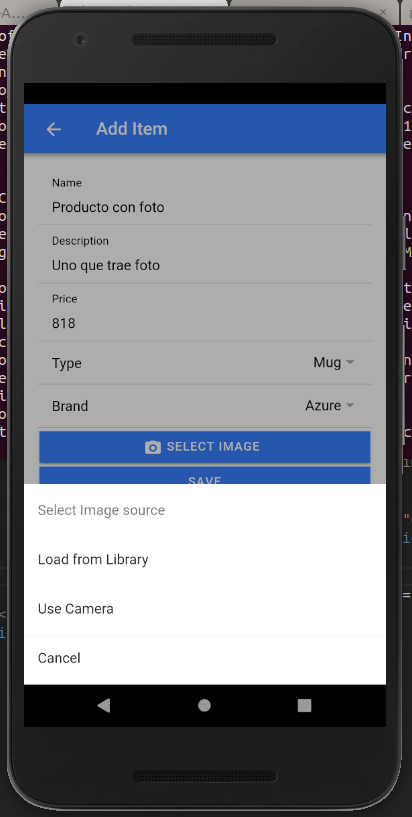 Add Item
Name
Producto con foto
Description
Uno que trae foto
Price
818
Type Mug
Brand Azure
SELECT IMAGE
SAVE
Select Image source
Load from Library
Use Camera
Cancel